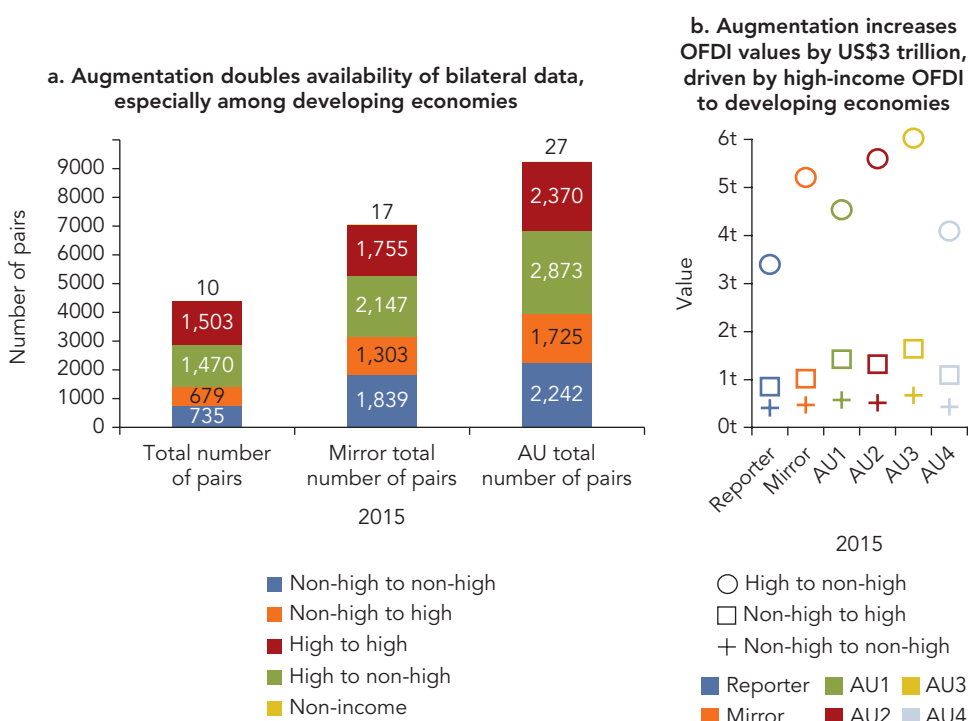 a. Augmentation doubles availability of bilateral data,
especially among developing economies
Number of pairs
9000
8000
7000
6000
5000
4000
3000
2000
1000
0
10
1,503
1,470
679
735
17
1,755
2,147
1,303
1,839
27
2,370
2,873
1,725
2,242
Total number
of pairs
Mirror total
number of pairs
AU total
number of pairs
2015
Non-high to non-high
Non-high to high
High to high
High to non-high
Non-income
b. Augmentation increases
OFDI values by US$3 trillion,
driven by high-income OFDI
to developing economies
Value
6t
5t
4t
3t
2t
1t
0t
Reporter
Mirror
AU1
AU2
AU3
AU4
2015
High to non-high
Non-high to high
Non-high to non-high
Reporter AU1 AU3
Mirror AU2 AU4